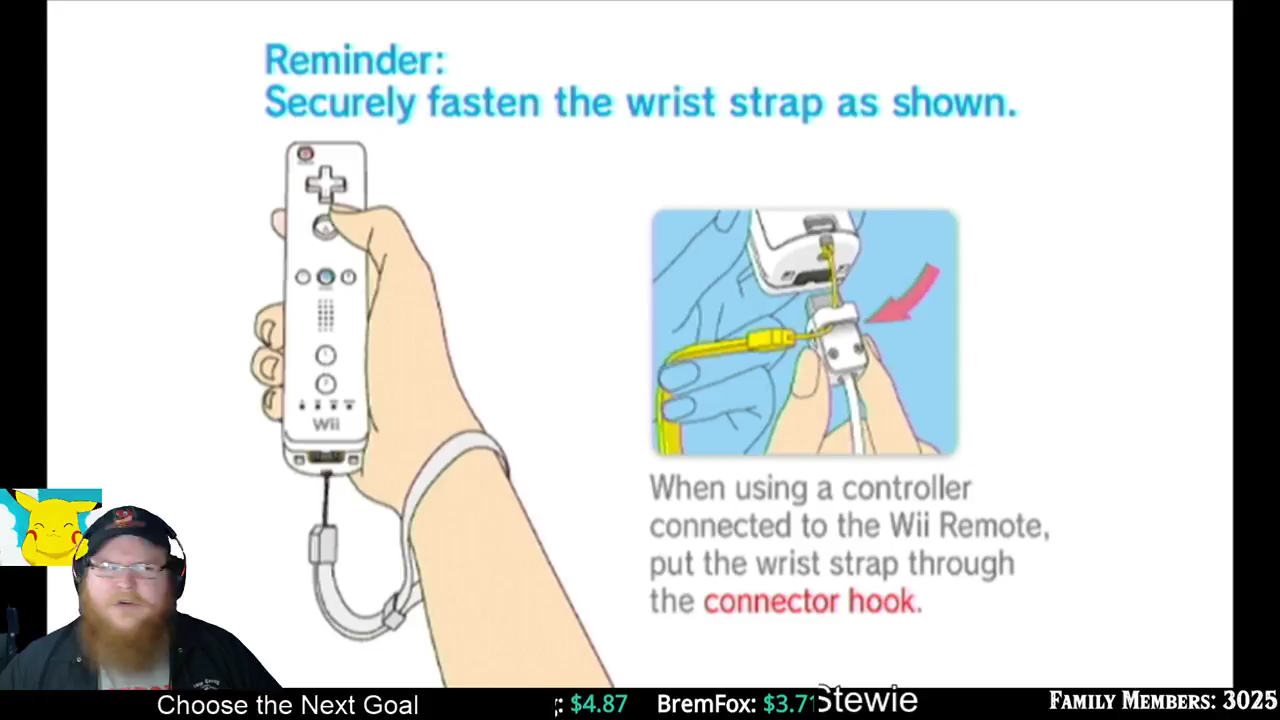 Reminder:
Securely fasten the wrist strap as shown.
Wii
When using a controller
connected to the Wii Remote,
put the wrist strap through
the connector hook.
Choose the Next Goal
: $4.87 BremFox: $3.71
Stewie
Family Members: 3025